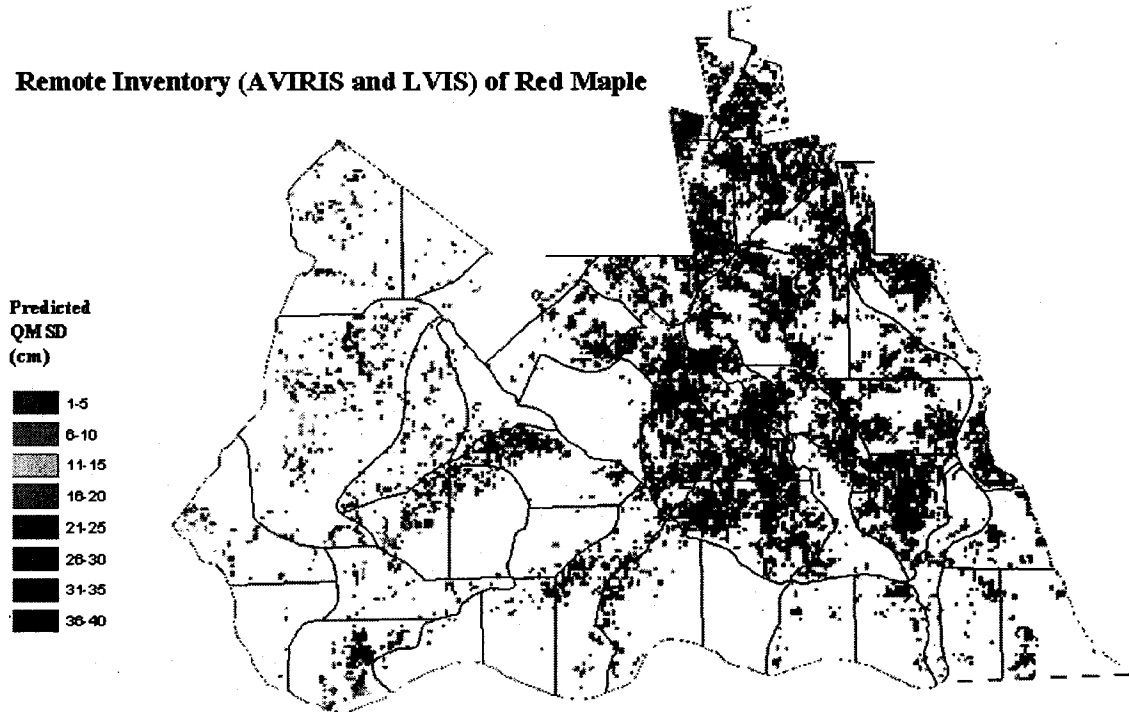 Remote Inventory (AVIRIS and LVIS) of Red Maple
Predicted
QMSD
(cm)
1-5
6-10
11-15
16-20
21-25
26-30
31-35
36-40